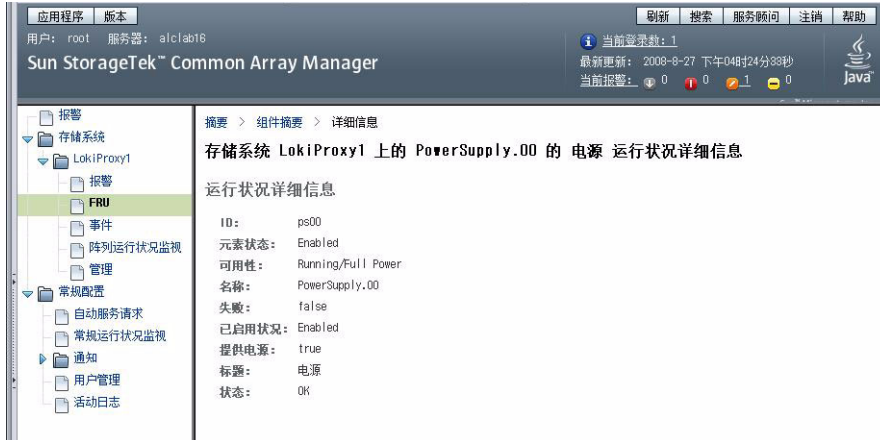 应用程序 版本 刷新 搜索 服务顾问 注销 帮助
用户: root 服务器: alclab16
当前登录数: 1
Sun StorageTek™ Common Array Manager
最新更新: 2008-8-27 下午04时24分33秒
当前报警: 0 0 1 0
Java™
报警
存储系统
LokiProxy1
报警
FRU
事件
阵列运行状况监视
管理
常规配置
自动服务请求
常规运行状况监视
通知
用户管理
活动日志
摘要 > 组件摘要 > 详细信息
存储系统 LokiProxy1 上的 PowerSupply.00 的 电源 运行状况详细信息
运行状况详细信息
ID: ps00
元素状态: Enabled
可用性: Running/Full Power
名称: PowerSupply.00
失败: false
已启用状况: Enabled
提供电源: true
标题: 电源
状态: OK